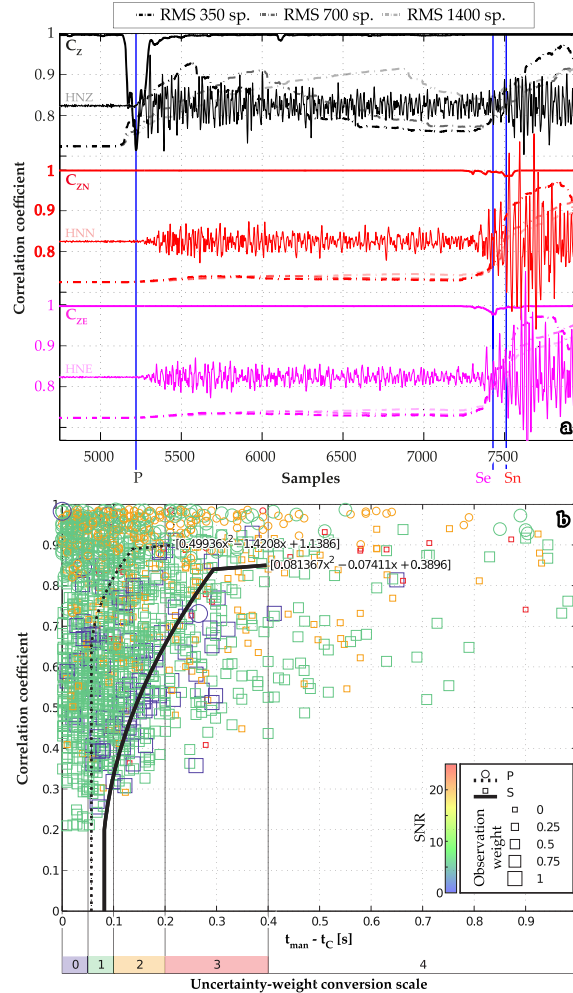 RMS 350 sp. RMS 700 sp. RMS 1400 sp.
1
C_Z
0.9
HNZ
0.8
1
C_ZN
0.9
HNN
0.8
1
C_ZE
0.9
HNE
0.8
Correlation coefficient
a
5000 5500 6000 6500 7000 7500
P Samples Se Sn
b
1
0.9
0.8
0.7
0.6
0.5
0.4
0.3
0.2
0.1
0
Correlation coefficient
[0.49936x² − 1.4208x + 1.1386]
[0.081367x² − 0.07411x + 0.3896]
20
10
0
SNR
P
S
Observation
weight
0
0.25
0.5
0.75
1
0 0.1 0.2 0.3 0.4 0.5 0.6 0.7 0.8 0.9
t_man - t_C [s]
0 1 2 3 4
Uncertainty-weight conversion scale